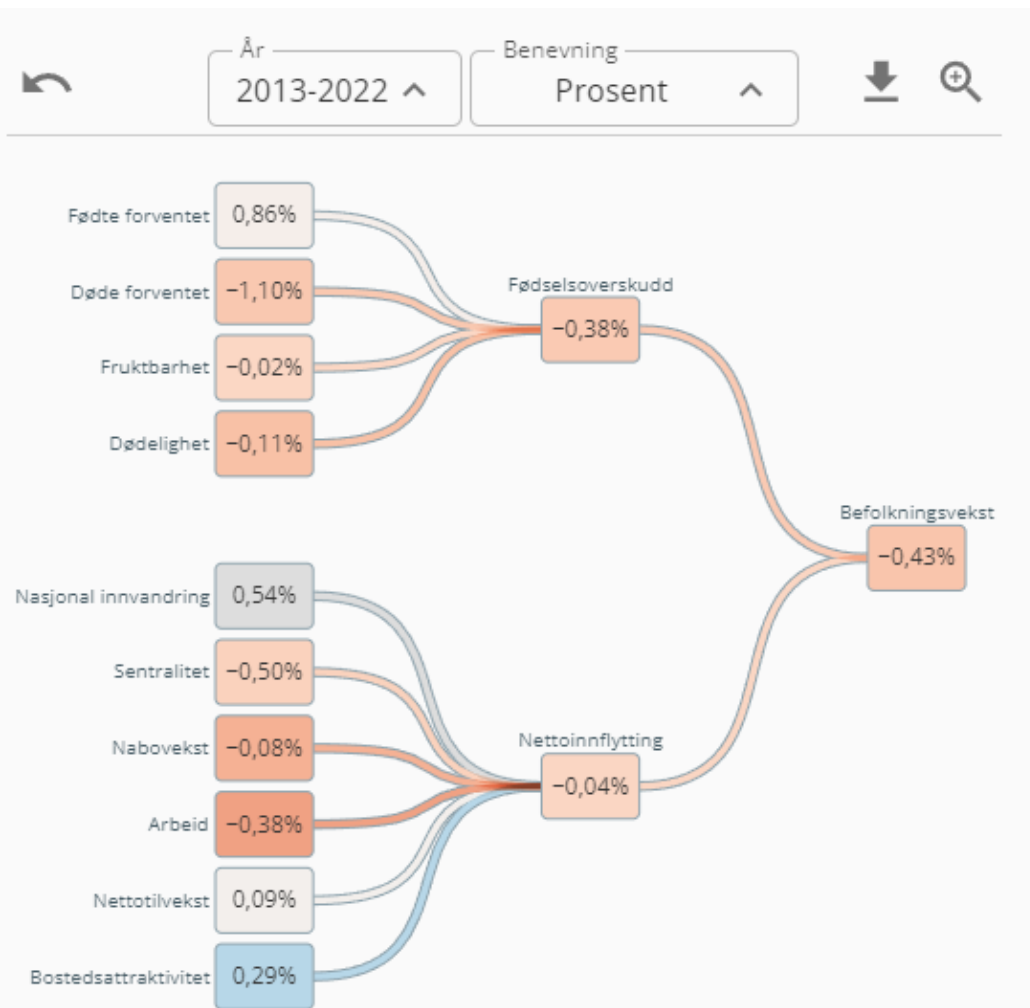 År
Benevning
2013-2022
Prosent
Fødte forventet
0,86%
Døde forventet
−1,10%
Fruktbarhet
−0,02%
Dødelighet
−0,11%
Fødselsoverskudd
−0,38%
Befolkningsvekst
−0,43%
Nasjonal innvandring
0,54%
Sentralitet
−0,50%
Nabovekst
−0,08%
Arbeid
−0,38%
Nettotilvekst
0,09%
Bostedsattraktivitet
0,29%
Nettoinnflytting
−0,04%